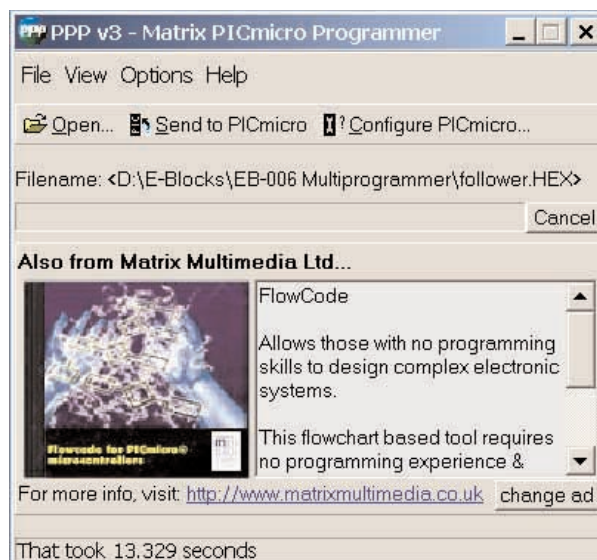 PPP v3 - Matrix PICmicro Programmer
File View Options Help
Open... Send to PICmicro Configure PICmicro...
Filename: <D:\E-Blocks\EB-006 Multiprogrammer\follower.HEX>
Cancel
Also from Matrix Multimedia Ltd...
Flowcode for PICmicro®
microcontrollers
FlowCode
Allows those with no programming
skills to design complex electronic
systems.
This flowchart based tool requires
no programming experience &
For more info, visit: http://www.matrixmultimedia.co.uk change ad
That took 13.329 seconds